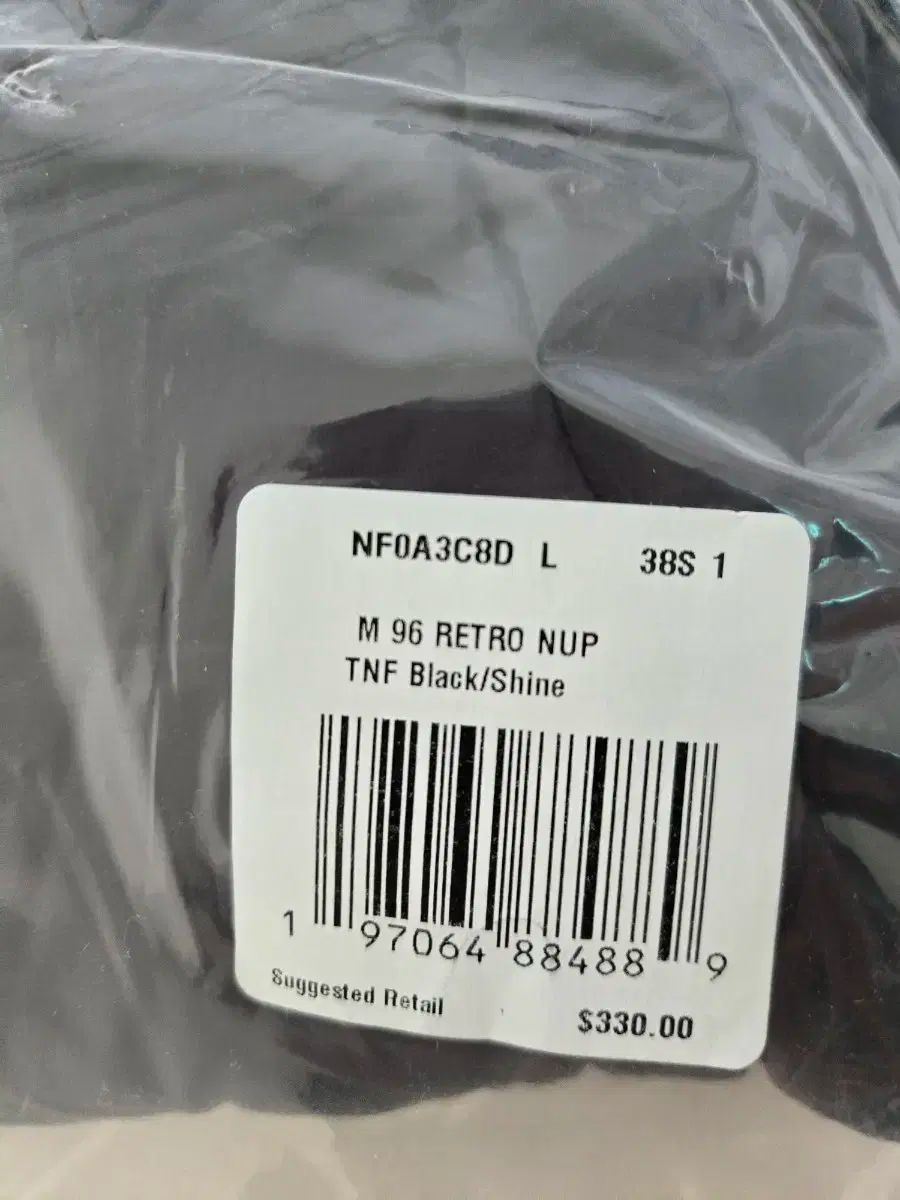 NF0A3C8D L 38S 1
M 96 RETRO NUP
TNF Black/Shine
1 97064 88488 9
Suggested Retail $330.00